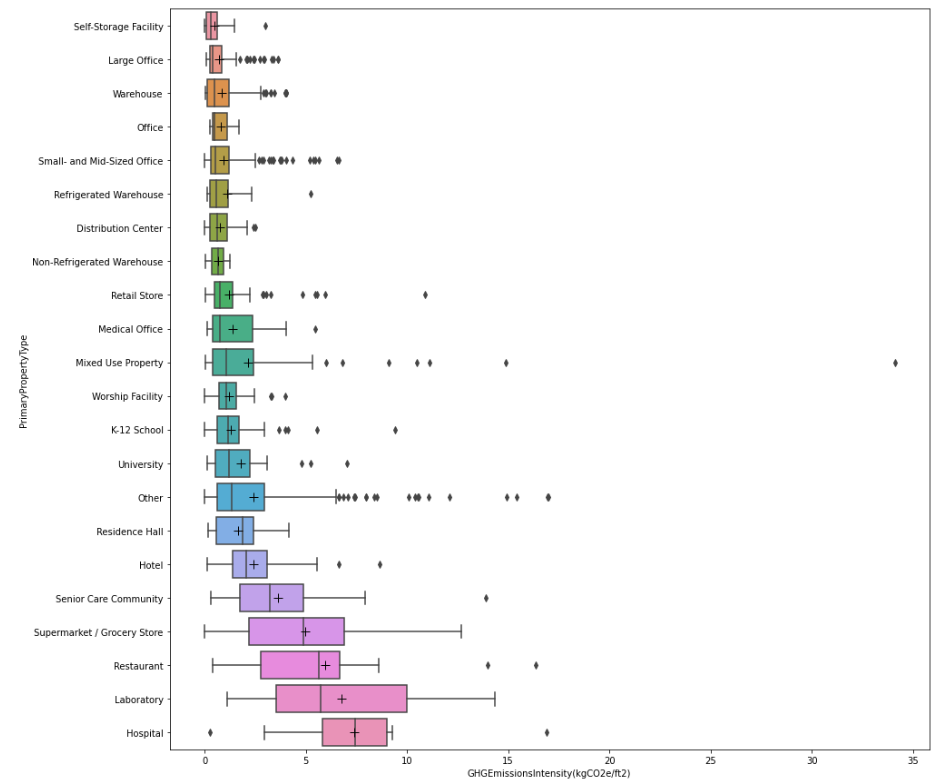 Self-Storage Facility
Large Office
Warehouse
Office
Small- and Mid-Sized Office
Refrigerated Warehouse
Distribution Center
Non-Refrigerated Warehouse
Retail Store
Medical Office
Mixed Use Property
Worship Facility
K-12 School
University
Other
Residence Hall
Hotel
Senior Care Community
Supermarket / Grocery Store
Restaurant
Laboratory
Hospital
PrimaryPropertyType
0 5 10 15 20 25 30 35
GHGEmissionsIntensity(kgCO2e/ft2)